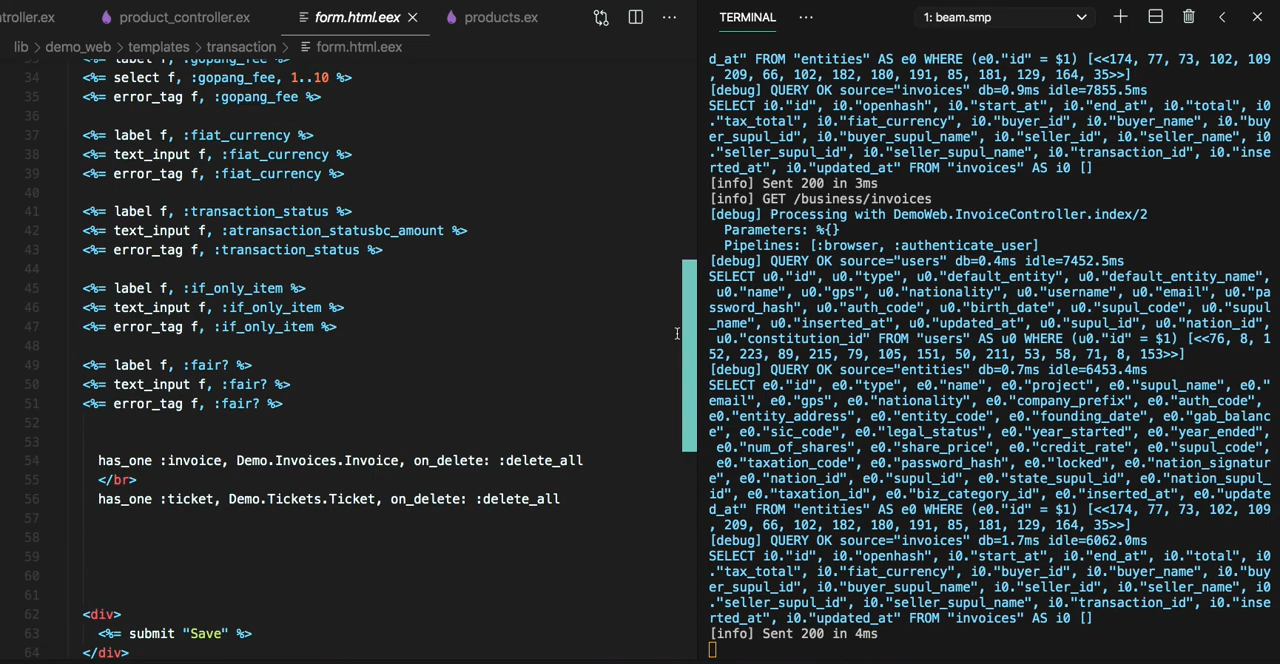 ntroller.ex product_controller.ex form.html.eex products.ex
lib > demo_web > templates > transaction > form.html.eex
33 <%= label f, :gopang_fee %>
34 <%= select f, :gopang_fee, 1..10 %>
35 <%= error_tag f, :gopang_fee %>
36
37 <%= label f, :fiat_currency %>
38 <%= text_input f, :fiat_currency %>
39 <%= error_tag f, :fiat_currency %>
40
41 <%= label f, :transaction_status %>
42 <%= text_input f, :atransaction_statusbc_amount %>
43 <%= error_tag f, :transaction_status %>
44
45 <%= label f, :if_only_item %>
46 <%= text_input f, :if_only_item %>
47 <%= error_tag f, :if_only_item %>
48
49 <%= label f, :fair? %>
50 <%= text_input f, :fair? %>
51 <%= error_tag f, :fair? %>
52
53
54 has_one :invoice, Demo.Invoices.Invoice, on_delete: :delete_all
55 </br>
56 has_one :ticket, Demo.Tickets.Ticket, on_delete: :delete_all
57
58
59
60
61
62 <div>
63 <%= submit "Save" %>
64 </div>
TERMINAL ··· 1: beam.smp
d_at" FROM "entities" AS e0 WHERE (e0."id" = $1) [<<174, 77, 73, 102, 109
, 209, 66, 102, 182, 180, 191, 85, 181, 129, 164, 35>>]
[debug] QUERY OK source="invoices" db=0.9ms idle=7855.5ms
SELECT i0."id", i0."openhash", i0."start_at", i0."end_at", i0."total", i0
."tax_total", i0."fiat_currency", i0."buyer_id", i0."buyer_name", i0."buy
er_supul_id", i0."buyer_supul_name", i0."seller_id", i0."seller_name", i0
."seller_supul_id", i0."seller_supul_name", i0."transaction_id", i0."inse
rted_at", i0."updated_at" FROM "invoices" AS i0 []
[info] Sent 200 in 3ms
[info] GET /business/invoices
[debug] Processing with DemoWeb.InvoiceController.index/2
Parameters: %{}
Pipelines: [:browser, :authenticate_user]
[debug] QUERY OK source="users" db=0.4ms idle=7452.5ms
SELECT u0."id", u0."type", u0."default_entity", u0."default_entity_name",
u0."name", u0."gps", u0."nationality", u0."username", u0."email", u0."pa
ssword_hash", u0."auth_code", u0."birth_date", u0."supul_code", u0."supul
_name", u0."inserted_at", u0."updated_at", u0."supul_id", u0."nation_id",
u0."constitution_id" FROM "users" AS u0 WHERE (u0."id" = $1) [<<76, 8, 1
52, 223, 89, 215, 79, 105, 151, 50, 211, 53, 58, 71, 8, 153>>]
[debug] QUERY OK source="entities" db=0.7ms idle=6453.4ms
SELECT e0."id", e0."type", e0."name", e0."project", e0."supul_name", e0."
email", e0."gps", e0."nationality", e0."company_prefix", e0."auth_code",
e0."entity_address", e0."entity_code", e0."founding_date", e0."gab_balanc
e", e0."sic_code", e0."legal_status", e0."year_started", e0."year_ended",
e0."num_of_shares", e0."share_price", e0."credit_rate", e0."supul_code",
e0."taxation_code", e0."password_hash", e0."locked", e0."nation_signatur
e", e0."nation_id", e0."supul_id", e0."state_supul_id", e0."nation_supul_
id", e0."taxation_id", e0."biz_category_id", e0."inserted_at", e0."update
d_at" FROM "entities" AS e0 WHERE (e0."id" = $1) [<<174, 77, 73, 102, 109
, 209, 66, 102, 182, 180, 191, 85, 181, 129, 164, 35>>]
[debug] QUERY OK source="invoices" db=1.7ms idle=6062.0ms
SELECT i0."id", i0."openhash", i0."start_at", i0."end_at", i0."total", i0
."tax_total", i0."fiat_currency", i0."buyer_id", i0."buyer_name", i0."buy
er_supul_id", i0."buyer_supul_name", i0."seller_id", i0."seller_name", i0
."seller_supul_id", i0."seller_supul_name", i0."transaction_id", i0."inse
rted_at", i0."updated_at" FROM "invoices" AS i0 []
[info] Sent 200 in 4ms